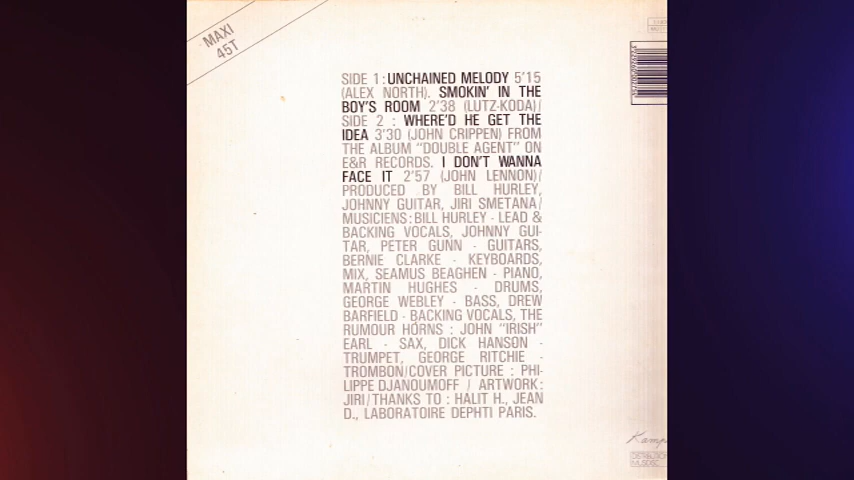 MAXI
45T
SIDE 1 : UNCHAINED MELODY 5'15
(ALEX NORTH). SMOKIN' IN THE
BOY'S ROOM 2'38 (LUTZ-KODA)/
SIDE 2 : WHERE'D HE GET THE
IDEA 3'30 (JOHN CRIPPEN) FROM
THE ALBUM "DOUBLE AGENT" ON
E&R RECORDS. I DON'T WANNA
FACE IT 2'57 (JOHN LENNON)/
PRODUCED BY BILL HURLEY,
JOHNNY GUITAR, JIRI SMETANA/
MUSICIENS : BILL HURLEY - LEAD &
BACKING VOCALS, JOHNNY GUI-
TAR, PETER GUNN - GUITARS,
BERNIE CLARKE - KEYBOARDS,
MIX, SEAMUS BEAGHEN - PIANO,
MARTIN HUGHES - DRUMS,
GEORGE WEBLEY - BASS, DREW
BARFIELD - BACKING VOCALS, THE
RUMOUR HORNS : JOHN "IRISH"
EARL - SAX, DICK HANSON -
TRUMPET, GEORGE RITCHIE -
TROMBON/COVER PICTURE : PHI-
LIPPE DJANOUMOFF / ARTWORK :
JIRI/THANKS TO : HALIT H., JEAN
D., LABORATOIRE DEPHTI PARIS.